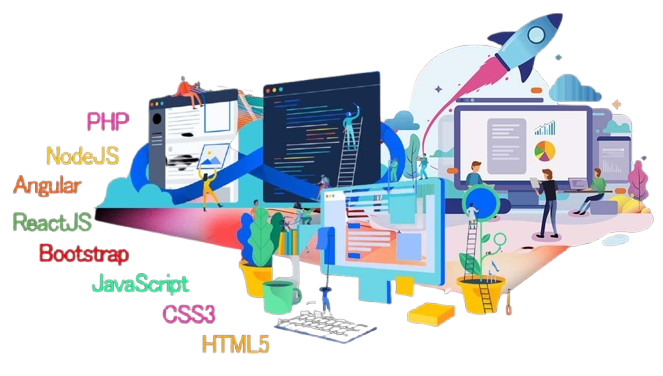 PHP
NodeJS
Angular
ReactJS
Bootstrap
JavaScript
CSS3
HTML5